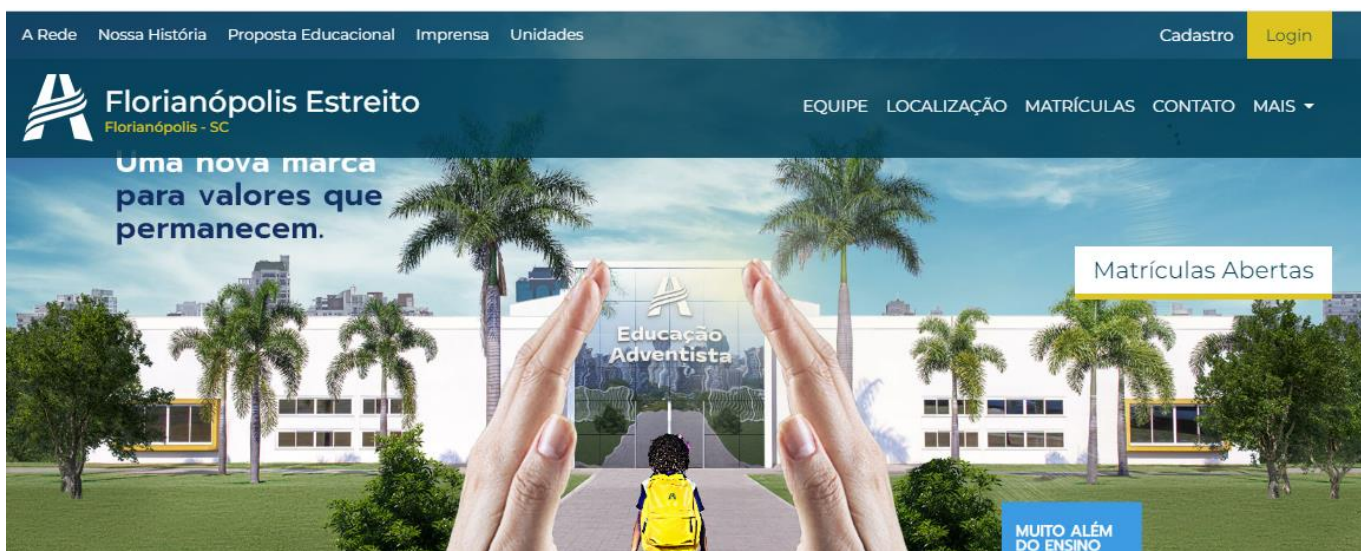 A Rede Nossa História Proposta Educacional Imprensa Unidades Cadastro Login
Florianópolis Estreito
Florianópolis - SC
EQUIPE LOCALIZAÇÃO MATRÍCULAS CONTATO MAIS
Uma nova marca
para valores que
permanecem.
Matrículas Abertas
Educação
Adventista
MUITO ALÉM
DO ENSINO